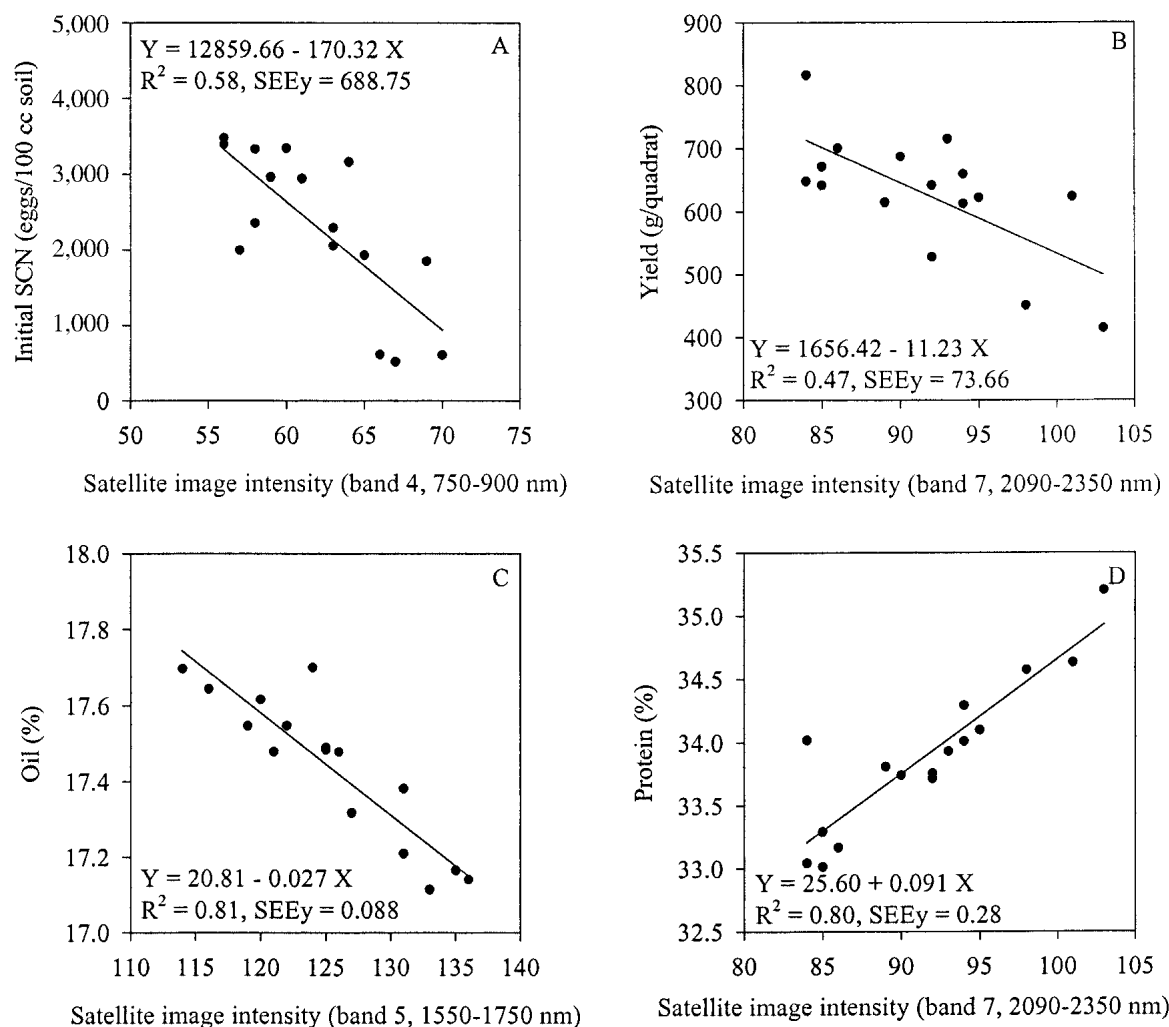 A
Y = 12859.66 - 170.32 X
R² = 0.58, SEEy = 688.75
Initial SCN (eggs/100 cc soil)
5,000
4,000
3,000
2,000
1,000
0
50 55 60 65 70 75
Satellite image intensity (band 4, 750-900 nm)
B
Yield (g/quadrat)
900
800
700
600
500
400
300
Y = 1656.42 - 11.23 X
R² = 0.47, SEEy = 73.66
80 85 90 95 100 105
Satellite image intensity (band 7, 2090-2350 nm)
C
Oil (%)
18.0
17.8
17.6
17.4
17.2
17.0
Y = 20.81 - 0.027 X
R² = 0.81, SEEy = 0.088
110 115 120 125 130 135 140
Satellite image intensity (band 5, 1550-1750 nm)
D
Protein (%)
35.5
35.0
34.5
34.0
33.5
33.0
32.5
Y = 25.60 + 0.091 X
R² = 0.80, SEEy = 0.28
80 85 90 95 100 105
Satellite image intensity (band 7, 2090-2350 nm)